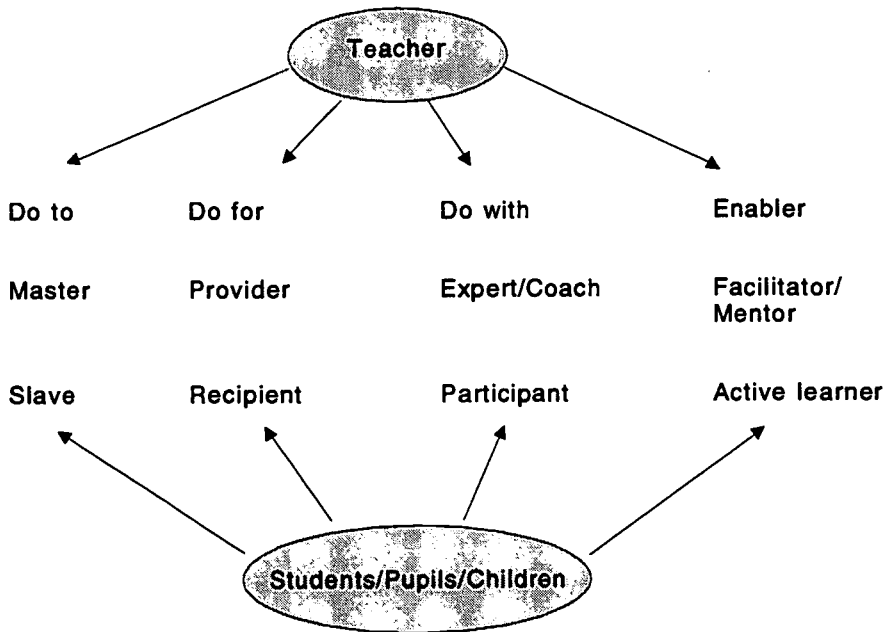 Teacher
Do to Do for Do with Enabler
Master Provider Expert/Coach Facilitator/
Mentor
Slave Recipient Participant Active learner
Students/Pupils/Children